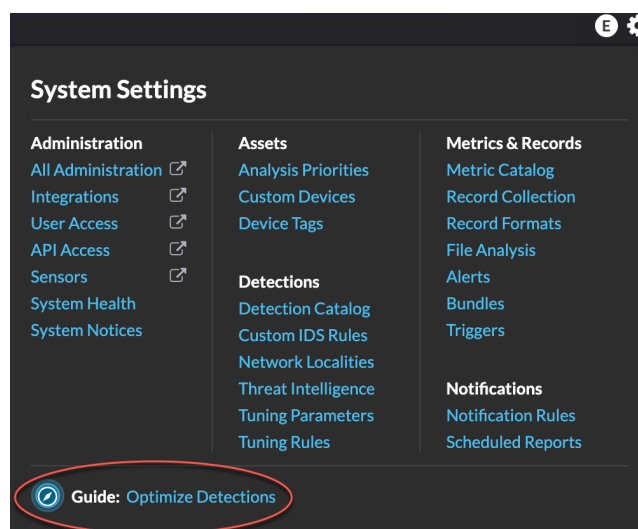 E
System Settings
Administration
All Administration
Integrations
User Access
API Access
Sensors
System Health
System Notices
Assets
Analysis Priorities
Custom Devices
Device Tags
Detections
Detection Catalog
Custom IDS Rules
Network Localities
Threat Intelligence
Tuning Parameters
Tuning Rules
Metrics & Records
Metric Catalog
Record Collection
Record Formats
File Analysis
Alerts
Bundles
Triggers
Notifications
Notification Rules
Scheduled Reports
Guide: Optimize Detections